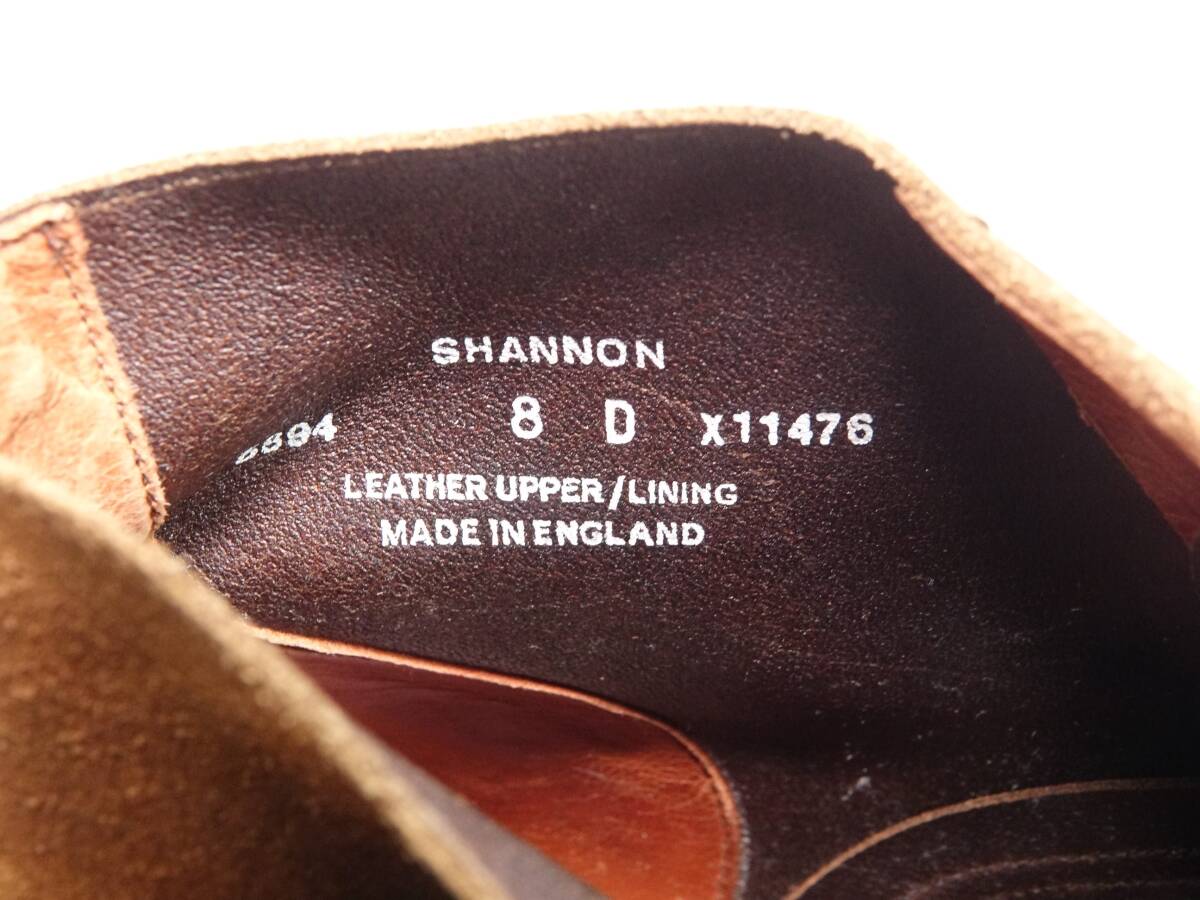 SHANNON
8 D X11476
LEATHER UPPER/LINING
MADE IN ENGLAND